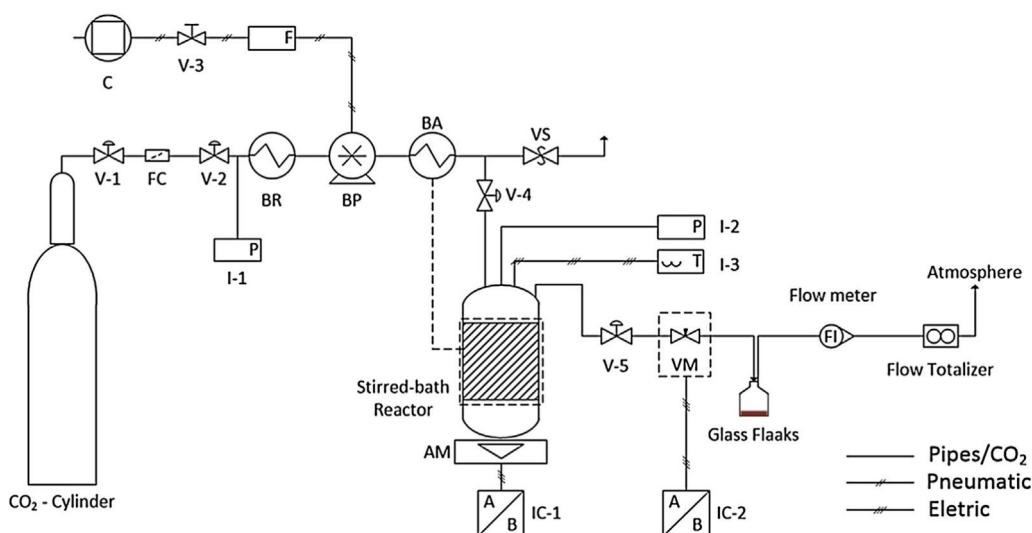 C
V-3
F
BA
VS
V-1
FC
V-2
BR
BP
V-4
P
I-1
P
I-2
T
I-3
Atmosphere
Flow meter
FI
V-5
VM
Flow Totalizer
Stirred-bath
Reactor
Glass Flaaks
AM
CO₂ - Cylinder
A
B
IC-1
A
B
IC-2
Pipes/CO₂
Pneumatic
Eletric